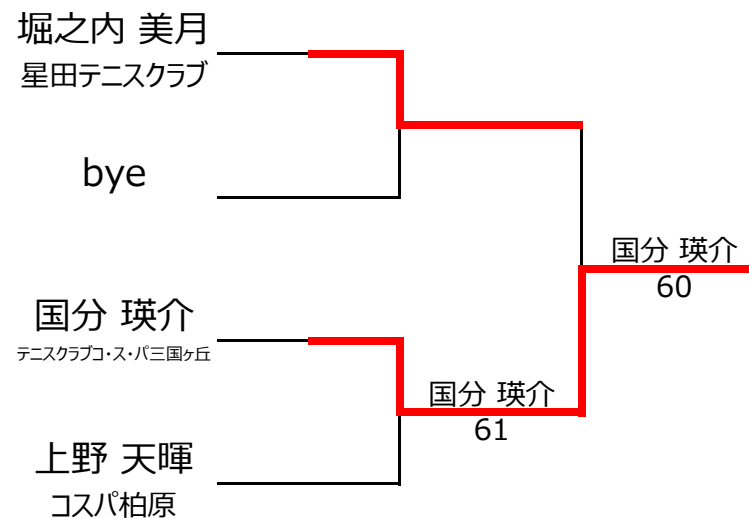 堀之内 美月
星田テニスクラブ
bye
国分 瑛介
60
国分 瑛介
テニスクラブコ・ス・パ三国ヶ丘
国分 瑛介
61
上野 天暉
コスパ柏原